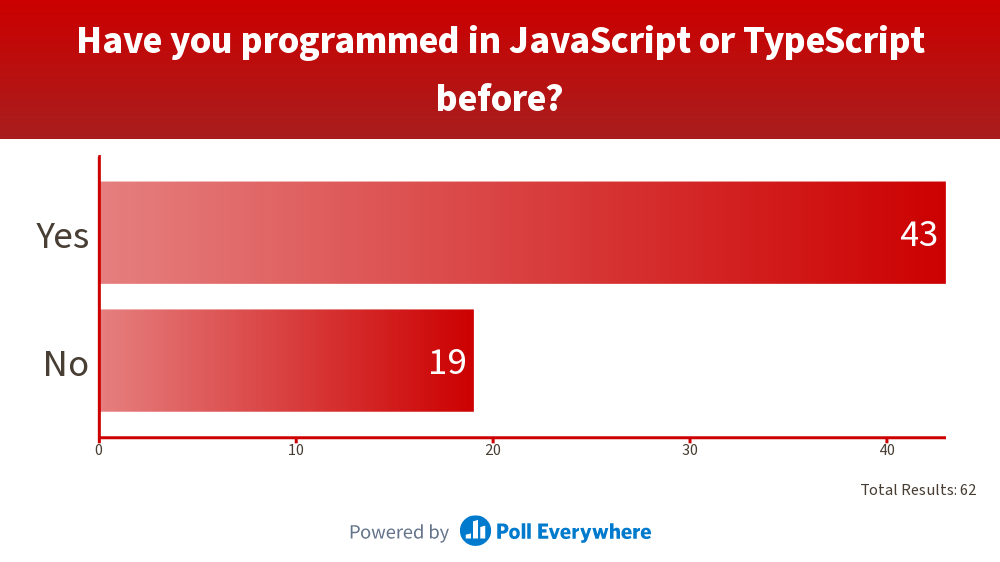 Have you programmed in JavaScript or TypeScript
before?
Yes
43
No
19
0 10 20 30 40
Total Results: 62
Powered by Poll Everywhere